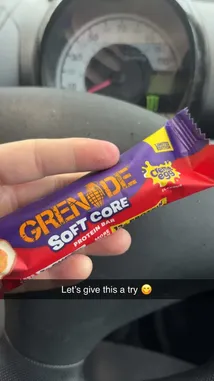 GRENADE
SOFT CORE
PROTEIN BAR
Creme
egg
Let's give this a try 😋